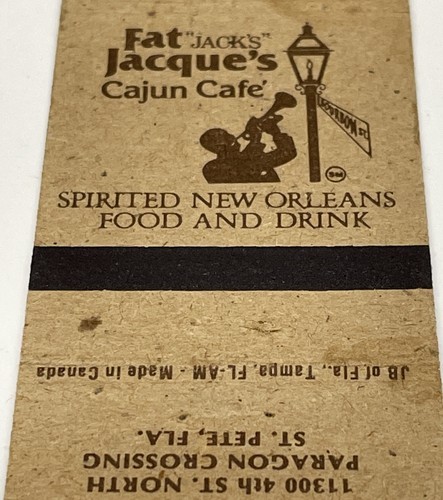 Fat "JACK'S"
Jacque's
Cajun Café
BOURBON ST.
SM
SPIRITED NEW ORLEANS
FOOD AND DRINK
JB of Fla., Tampa, FL-AM - Made in Canada
11300 4th ST. NORTH
PARAGON CROSSING
ST. PETE, FLA.